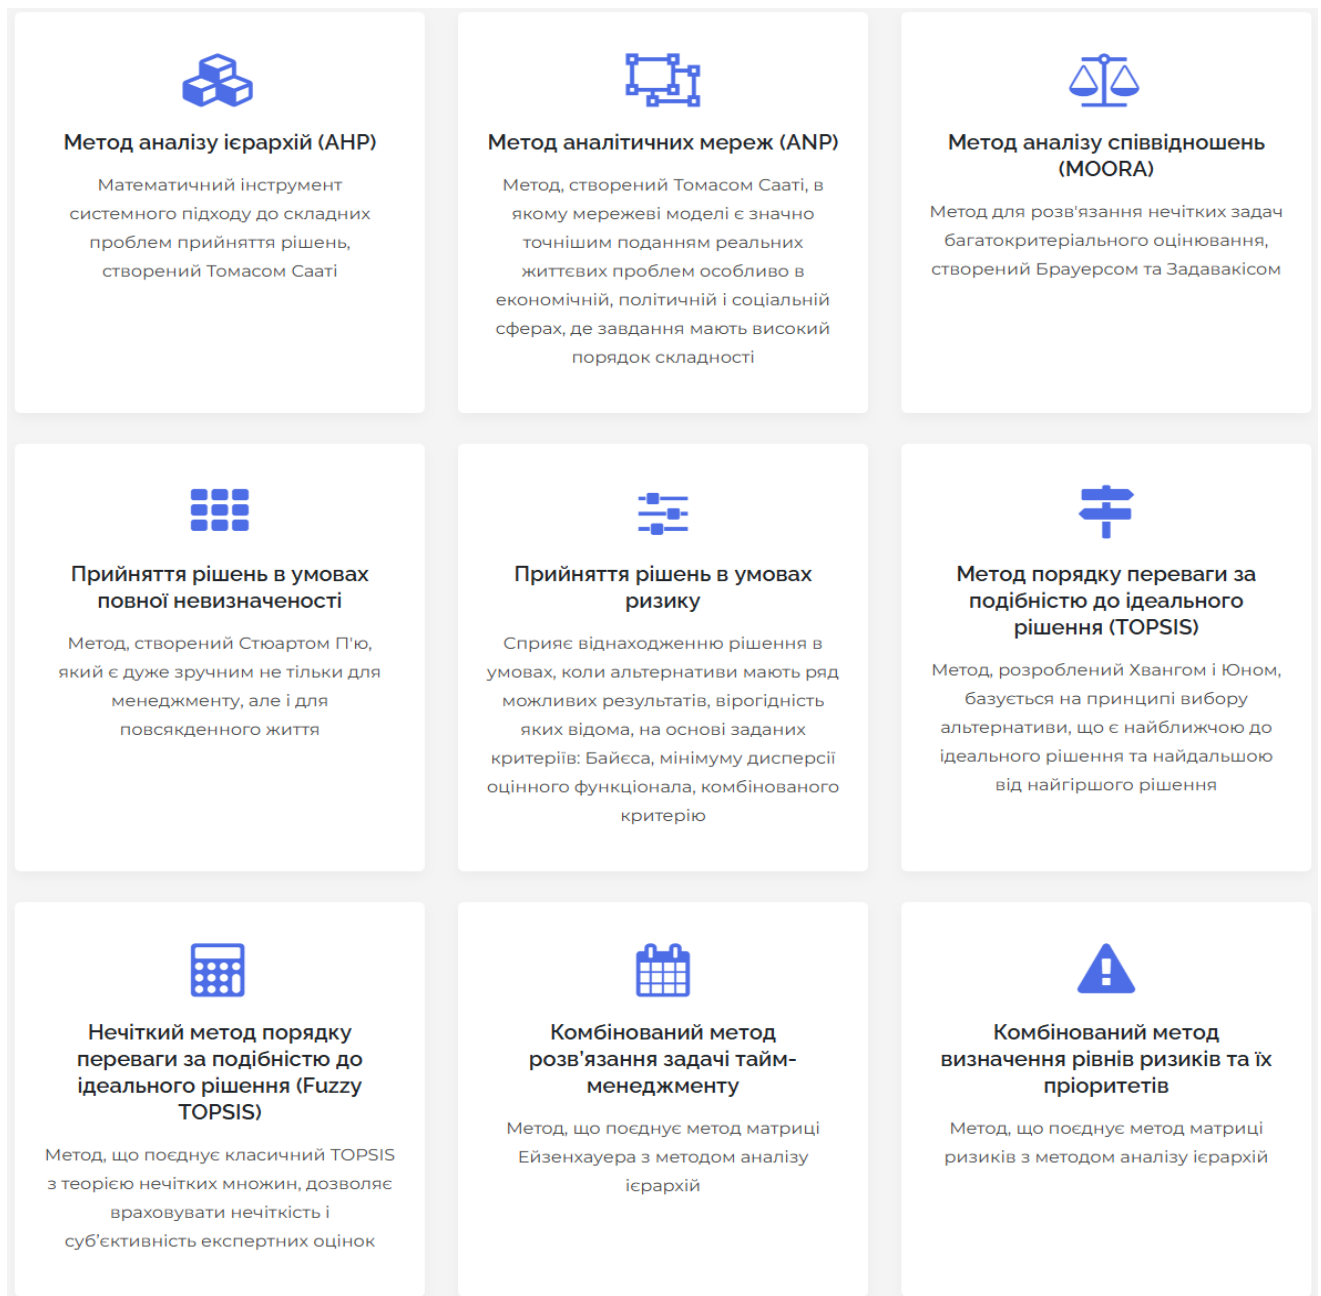 Метод аналізу ієрархій (AHP)
Математичний інструмент
системного підходу до складних
проблем прийняття рішень,
створений Томасом Сааті
Метод аналітичних мереж (ANP)
Метод, створений Томасом Сааті, в
якому мережеві моделі є значно
точнішим поданням реальних
життєвих проблем особливо в
економічній, політичній і соціальній
сферах, де завдання мають високий
порядок складності
Метод аналізу співвідношень
(MOORA)
Метод для розв'язання нечітких задач
багатокритеріального оцінювання,
створений Брауерсом та Задавакісом
Прийняття рішень в умовах
повної невизначеності
Метод, створений Стюартом П'ю,
який є дуже зручним не тільки для
менеджменту, але і для
повсякденного життя
Прийняття рішень в умовах
ризику
Сприяє віднаходженню рішення в
умовах, коли альтернативи мають ряд
можливих результатів, вірогідність
яких відома, на основі заданих
критеріїв: Байєса, мінімуму дисперсії
оцінного функціонала, комбінованого
критерію
Метод порядку переваги за
подібністю до ідеального
рішення (TOPSIS)
Метод, розроблений Хвангом і Юном,
базується на принципі вибору
альтернативи, що є найближчою до
ідеального рішення та найдальшою
від найгіршого рішення
Нечіткий метод порядку
переваги за подібністю до
ідеального рішення (Fuzzy
TOPSIS)
Метод, що поєднує класичний TOPSIS
з теорією нечітких множин, дозволяє
враховувати нечіткість і
суб’єктивність експертних оцінок
Комбінований метод
розв’язання задачі тайм-
менеджменту
Метод, що поєднує метод матриці
Ейзенхауера з методом аналізу
ієрархій
Комбінований метод
визначення рівнів ризиків та їх
пріоритетів
Метод, що поєднує метод матриці
ризиків з методом аналізу ієрархій